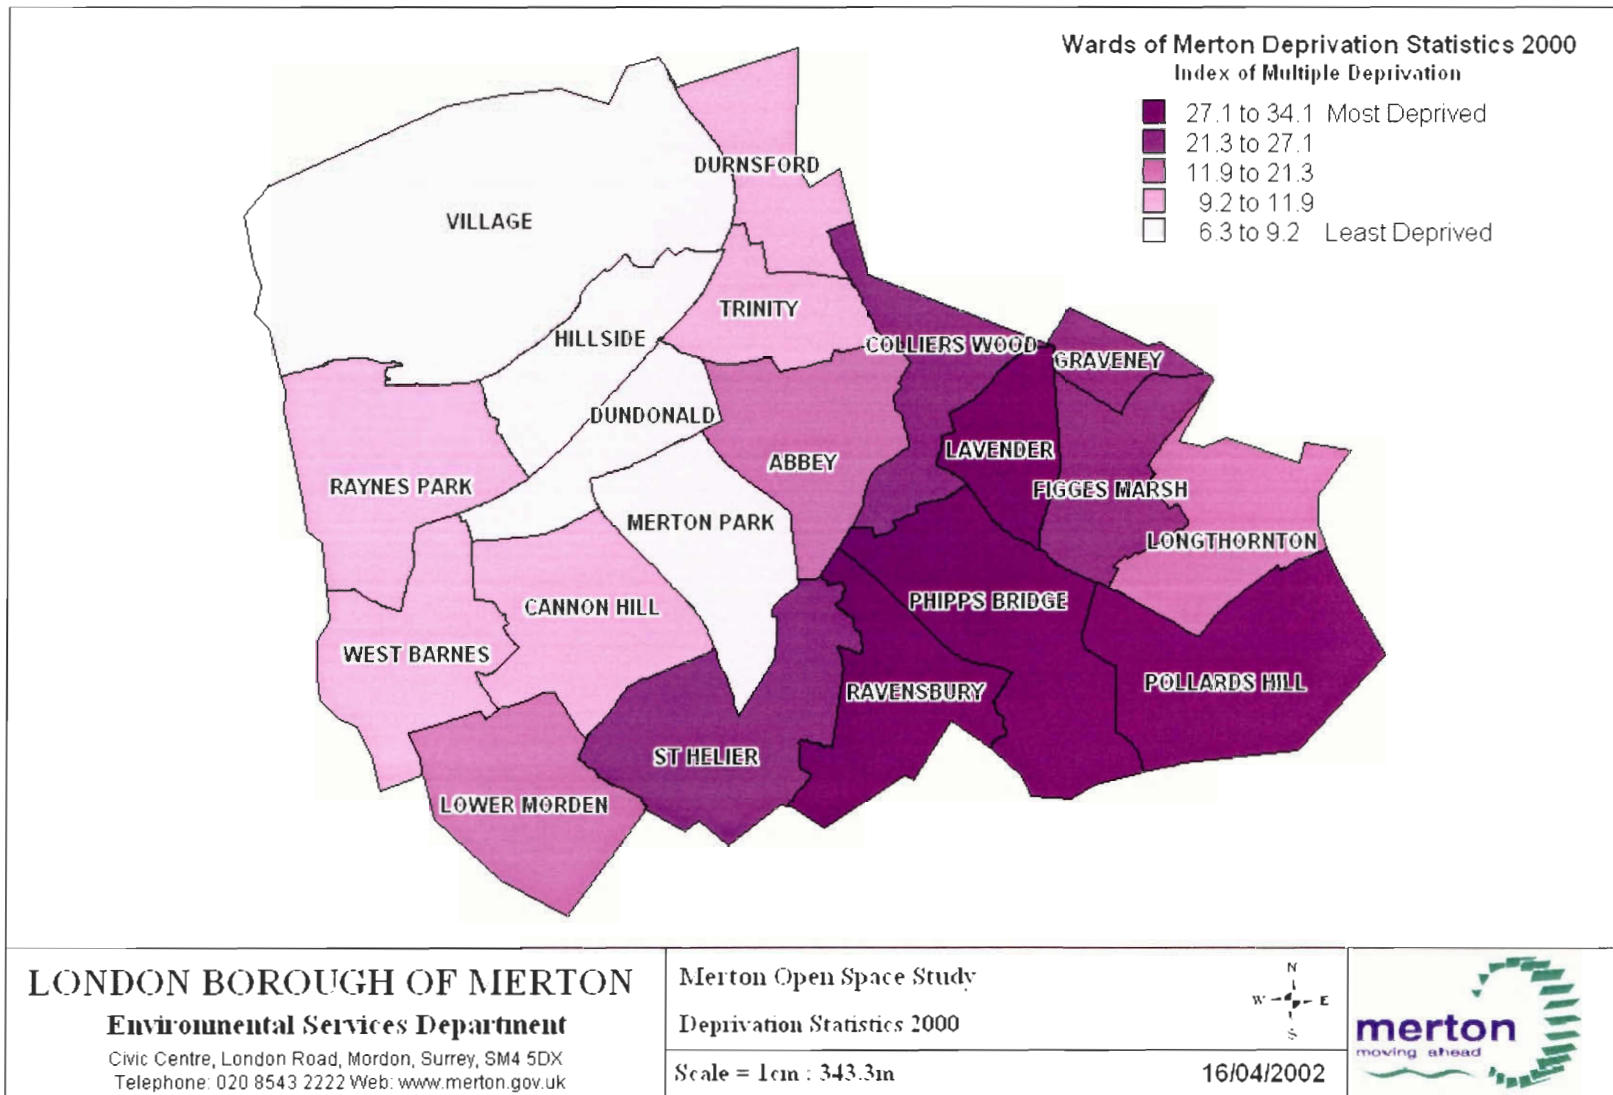 Wards of Merton Deprivation Statistics 2000
Index of Multiple Deprivation
27.1 to 34.1 Most Deprived
21.3 to 27.1
11.9 to 21.3
9.2 to 11.9
6.3 to 9.2 Least Deprived
DURNSFORD
VILLAGE
TRINITY
HILLSIDE
COLLIERS WOOD
GRAVENEY
DUNDONALD
LAVENDER
ABBEY
RAYNES PARK
FIGGES MARSH
MERTON PARK
LONGTHORNTON
CANNON HILL
PHIPPS BRIDGE
WEST BARNES
RAVENSBURY
POLLARDS HILL
ST HELIER
LOWER MORDEN
LONDON BOROUGH OF MERTON
Environmental Services Department
Civic Centre, London Road, Mordon, Surrey, SM4 5DX
Telephone: 020 8543 2222 Web: www.merton.gov.uk
Merton Open Space Study
Deprivation Statistics 2000
Scale = 1cm : 343.3m
16/04/2002
N
W E
S
merton
moving ahead